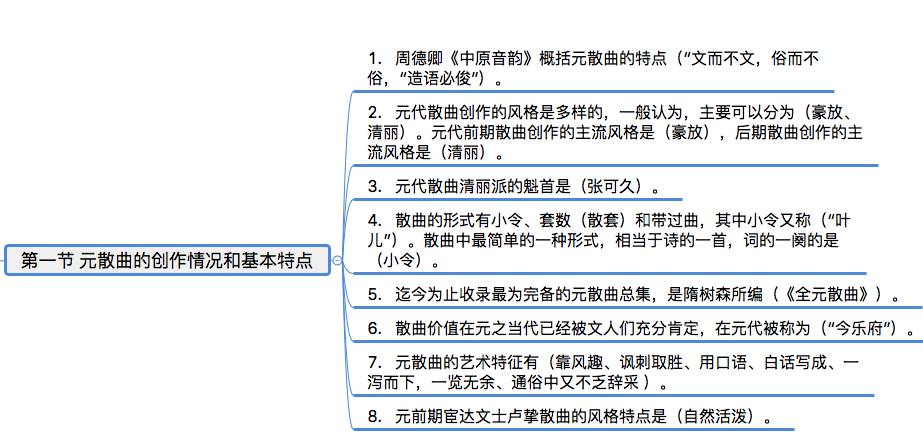 第一节 元散曲的创作情况和基本特点
1. 周德卿《中原音韵》概括元散曲的特点（“文而不文，俗而不
俗，“造语必俊”）。
2. 元代散曲创作的风格是多样的，一般认为，主要可以分为（豪放、
清丽）。元代前期散曲创作的主流风格是（豪放），后期散曲创作的主
流风格是（清丽）。
3. 元代散曲清丽派的魁首是（张可久）。
4. 散曲的形式有小令、套数（散套）和带过曲，其中小令又称（“叶
儿”）。散曲中最简单的一种形式，相当于诗的一首，词的一阕的是
（小令）。
5. 迄今为止收录最为完备的元散曲总集，是隋树森所编（《全元散曲》）。
6. 散曲价值在元之当代已经被文人们充分肯定，在元代被称为（“今乐府”）。
7. 元散曲的艺术特征有（靠风趣、讽刺取胜、用口语、白话写成、一
泻而下，一览无余、通俗中又不乏辞采 ）。
8. 元前期宦达文士卢挚散曲的风格特点是（自然活泼）。